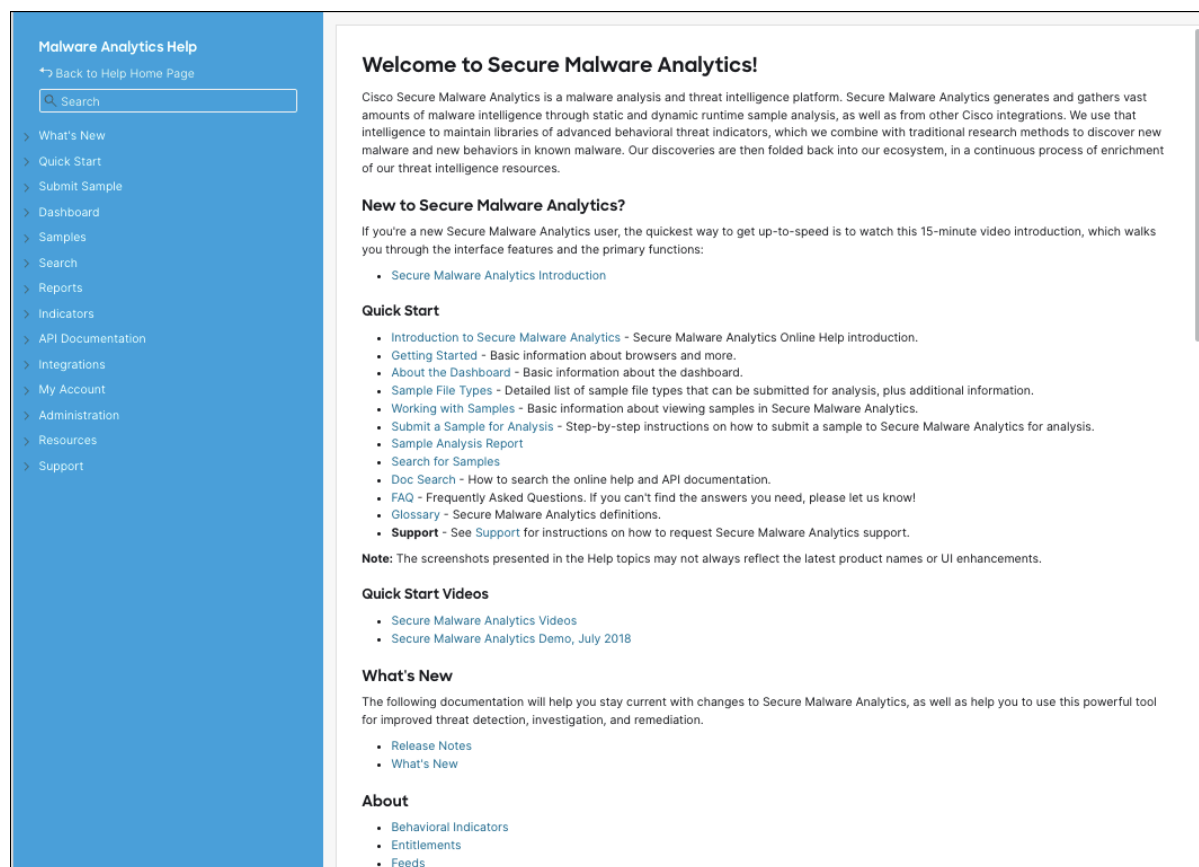 Malware Analytics Help
Back to Help Home Page
Search
What's New
Quick Start
Submit Sample
Dashboard
Samples
Search
Reports
Indicators
API Documentation
Integrations
My Account
Administration
Resources
Support
Welcome to Secure Malware Analytics!
Cisco Secure Malware Analytics is a malware analysis and threat intelligence platform. Secure Malware Analytics generates and gathers vast
amounts of malware intelligence through static and dynamic runtime sample analysis, as well as from other Cisco integrations. We use that
intelligence to maintain libraries of advanced behavioral threat indicators, which we combine with traditional research methods to discover new
malware and new behaviors in known malware. Our discoveries are then folded back into our ecosystem, in a continuous process of enrichment
of our threat intelligence resources.
New to Secure Malware Analytics?
If you're a new Secure Malware Analytics user, the quickest way to get up-to-speed is to watch this 15-minute video introduction, which walks
you through the interface features and the primary functions:
• Secure Malware Analytics Introduction
Quick Start
• Introduction to Secure Malware Analytics - Secure Malware Analytics Online Help introduction.
• Getting Started - Basic information about browsers and more.
• About the Dashboard - Basic information about the dashboard.
• Sample File Types - Detailed list of sample file types that can be submitted for analysis, plus additional information.
• Working with Samples - Basic information about viewing samples in Secure Malware Analytics.
• Submit a Sample for Analysis - Step-by-step instructions on how to submit a sample to Secure Malware Analytics for analysis.
• Sample Analysis Report
• Search for Samples
• Doc Search - How to search the online help and API documentation.
• FAQ - Frequently Asked Questions. If you can't find the answers you need, please let us know!
• Glossary - Secure Malware Analytics definitions.
• Support - See Support for instructions on how to request Secure Malware Analytics support.
Note: The screenshots presented in the Help topics may not always reflect the latest product names or UI enhancements.
Quick Start Videos
• Secure Malware Analytics Videos
• Secure Malware Analytics Demo, July 2018
What's New
The following documentation will help you stay current with changes to Secure Malware Analytics, as well as help you to use this powerful tool
for improved threat detection, investigation, and remediation.
• Release Notes
• What's New
About
• Behavioral Indicators
• Entitlements
• Feeds